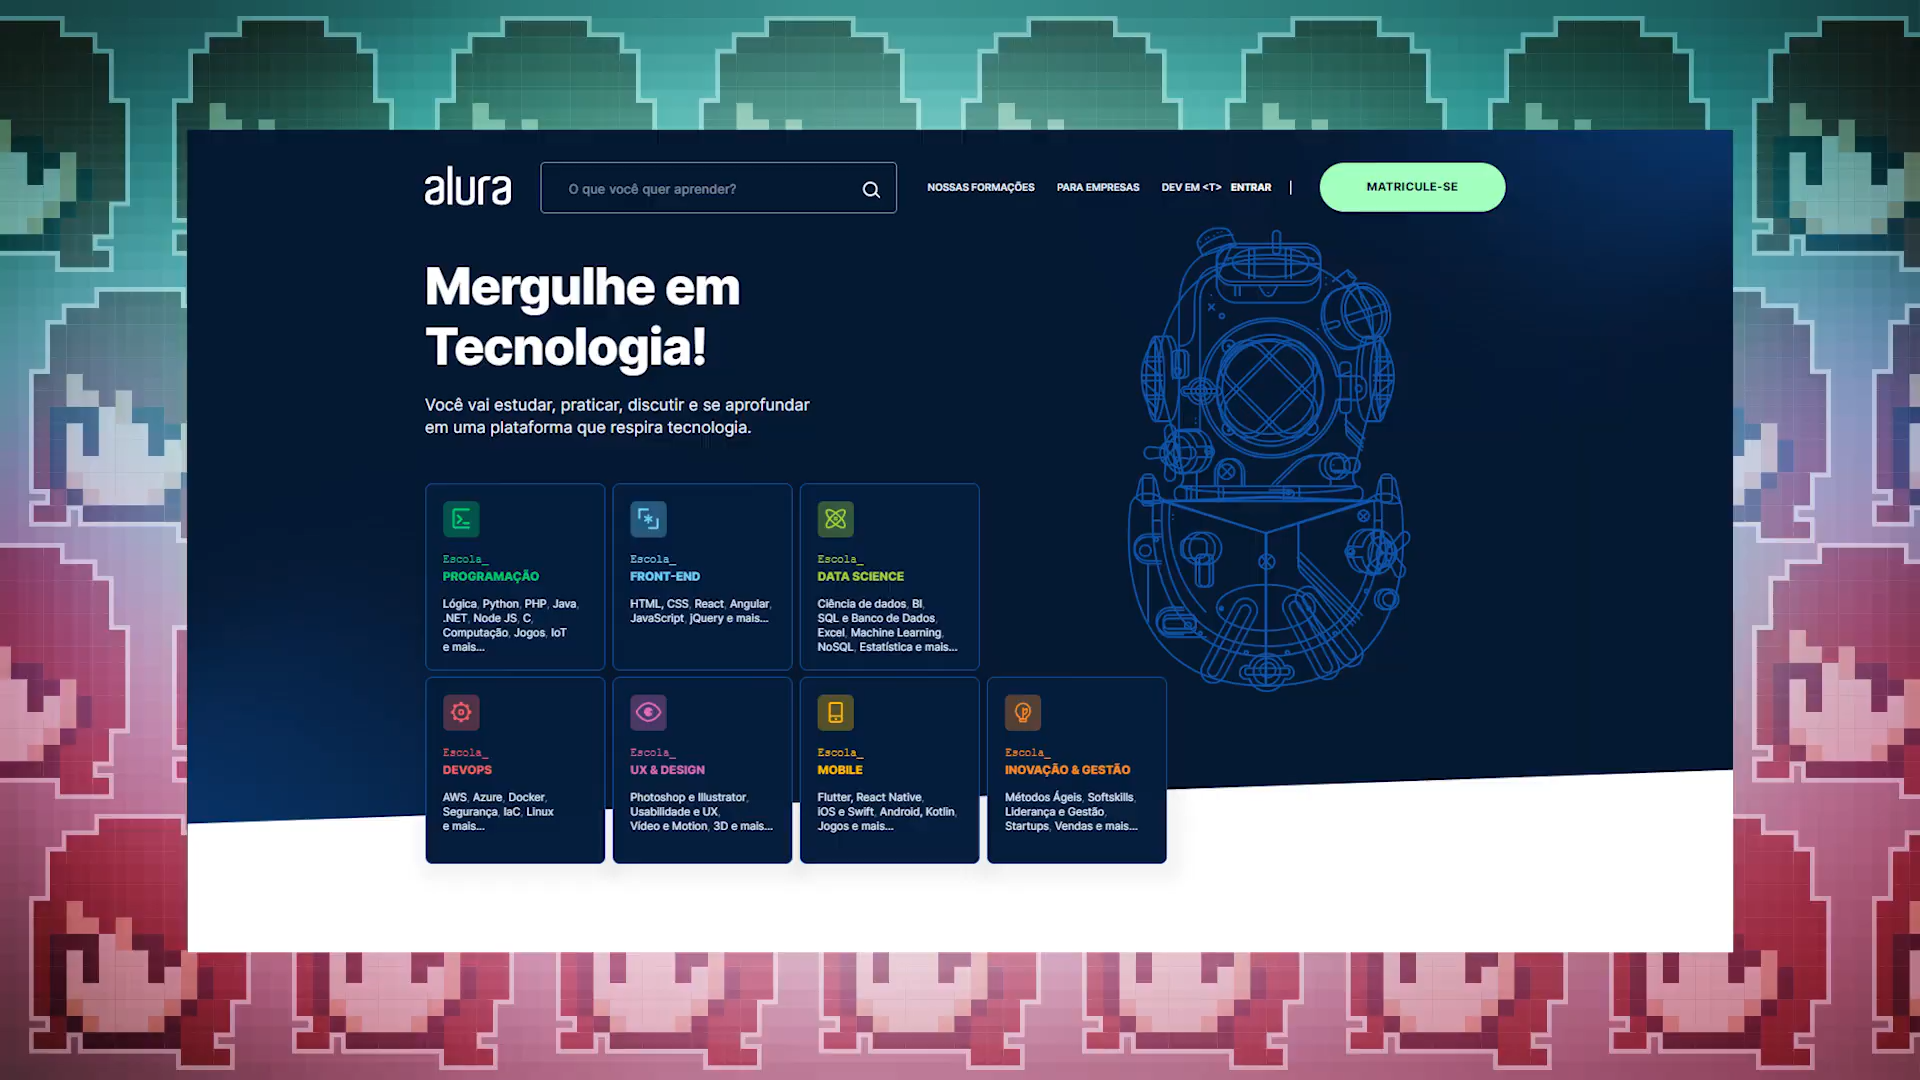 alura
O que você quer aprender?
NOSSAS FORMAÇÕES
PARA EMPRESAS
DEV EM <T>
ENTRAR
|
MATRICULE-SE
Mergulhe em
Tecnologia!
Você vai estudar, praticar, discutir e se aprofundar
em uma plataforma que respira tecnologia.
Escola_
PROGRAMAÇÃO
Lógica, Python, PHP, Java,
.NET, Node JS, C,
Computação, Jogos, IoT
e mais...
Escola_
FRONT-END
HTML, CSS, React, Angular,
JavaScript, jQuery e mais...
Escola_
DATA SCIENCE
Ciência de dados, BI,
SQL e Banco de Dados,
Excel, Machine Learning,
NoSQL, Estatística e mais...
Escola_
DEVOPS
AWS, Azure, Docker,
Segurança, IaC, Linux
e mais...
Escola_
UX & DESIGN
Photoshop e Illustrator,
Usabilidade e UX,
Vídeo e Motion, 3D e mais...
Escola_
MOBILE
Flutter, React Native,
iOS e Swift, Android, Kotlin,
Jogos e mais...
Escola_
INOVAÇÃO & GESTÃO
Métodos Ágeis, Softskills,
Liderança e Gestão,
Startups, Vendas e mais...